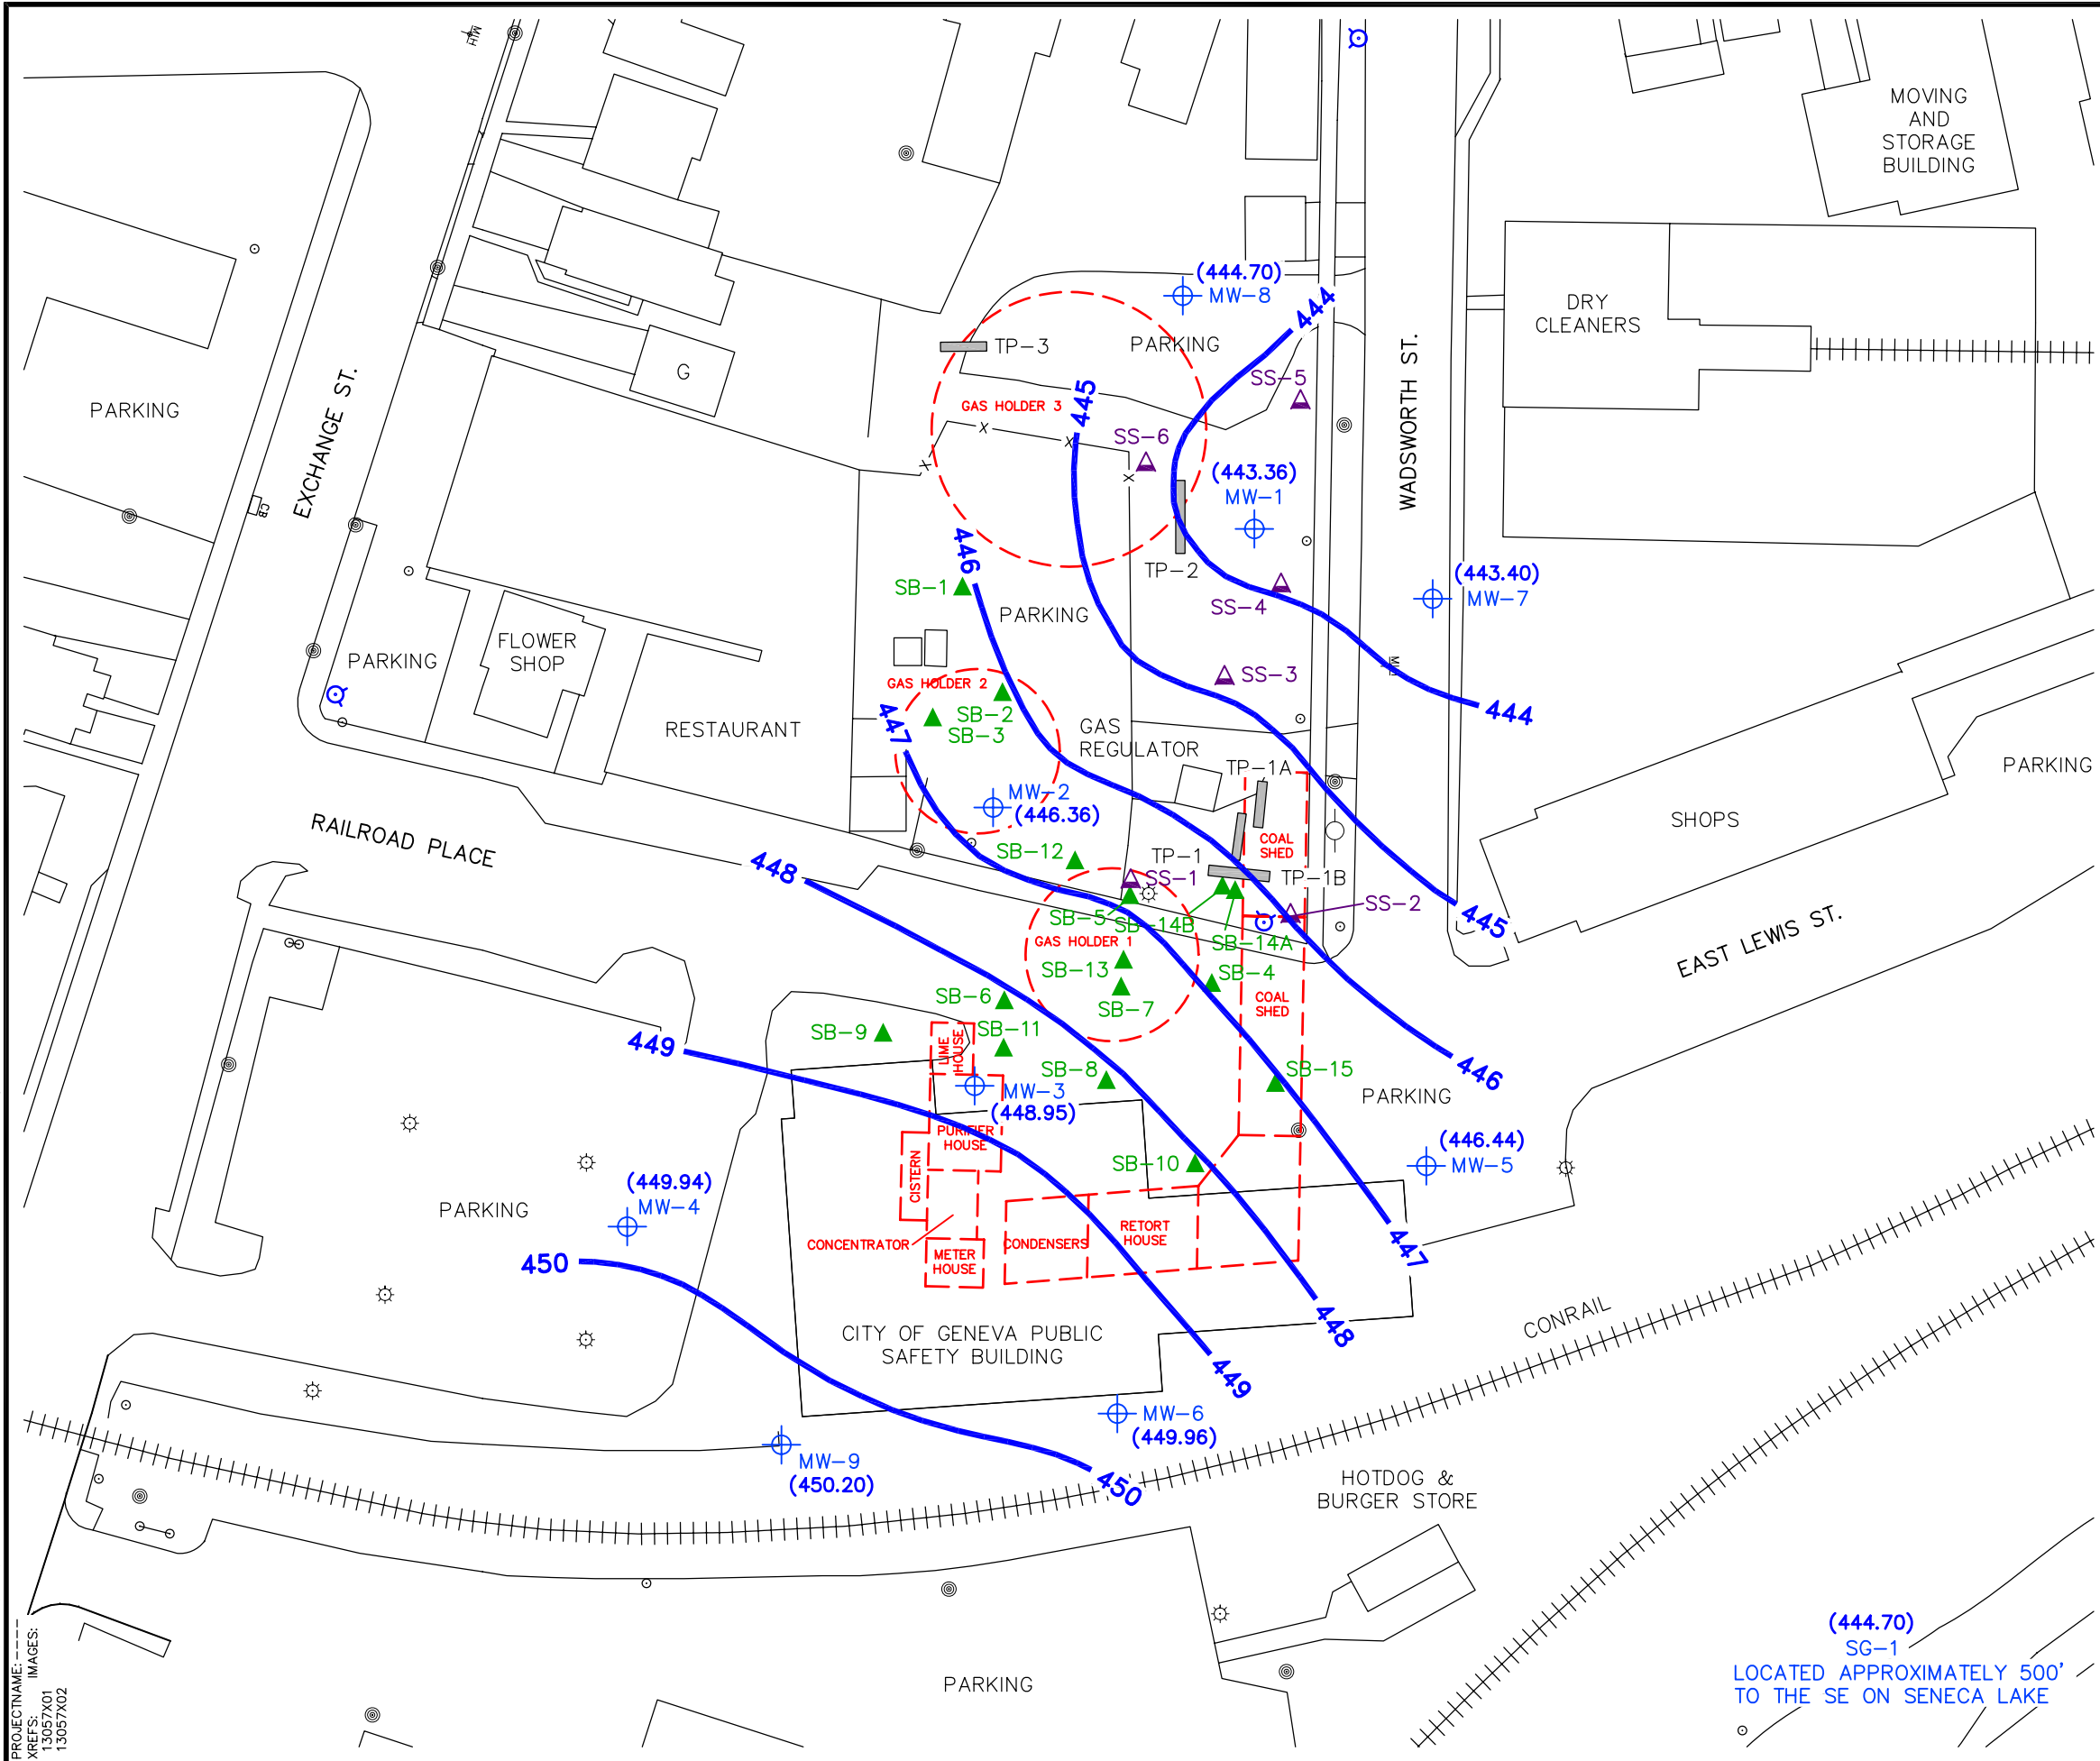 MH
MOVING
AND
STORAGE
BUILDING
(444.70)
MW-8
444
DRY
CLEANERS
TP-3
PARKING
G
SS-5
445
PARKING
GAS HOLDER 3
EXCHANGE ST.
WADSWORTH ST.
X
X
X
X
SS-6
(443.36)
MW-1
CB
446
TP-2
(443.40)
MW-7
SB-1
SS-4
PARKING
FLOWER
SHOP
PARKING
SS-3
GAS HOLDER 2
SB-2
SB-3
447
444
RESTAURANT
GAS
REGULATOR
TP-1A
PARKING
MW-2
(446.36)
SHOPS
RAILROAD PLACE
COAL
SHED
SB-12
TP-1
448
SS-1
TP-1B
SB-5
SB-14B
SS-2
445
GAS HOLDER 1
SB-14A
EAST LEWIS ST.
SB-13
SB-4
SB-6
SB-7
COAL
SHED
SB-9
SB-11
449
LIME
HOUSE
SB-8
SB-15
446
MW-3
(448.95)
PARKING
PURIFIER
HOUSE
(446.44)
MW-5
SB-10
CISTERN
(449.94)
MW-4
PARKING
RETORT
HOUSE
CONCENTRATOR
CONDENSERS
METER
HOUSE
447
450
CONRAIL
448
CITY OF GENEVA PUBLIC
SAFETY BUILDING
449
MW-6
(449.96)
MW-9
(450.20)
450
HOTDOG &
BURGER STORE
(444.70)
SG-1
LOCATED APPROXIMATELY 500'
TO THE SE ON SENECA LAKE
PARKING
PROJECTNAME: ----
XREFS: IMAGES:
13057X01
13057X02